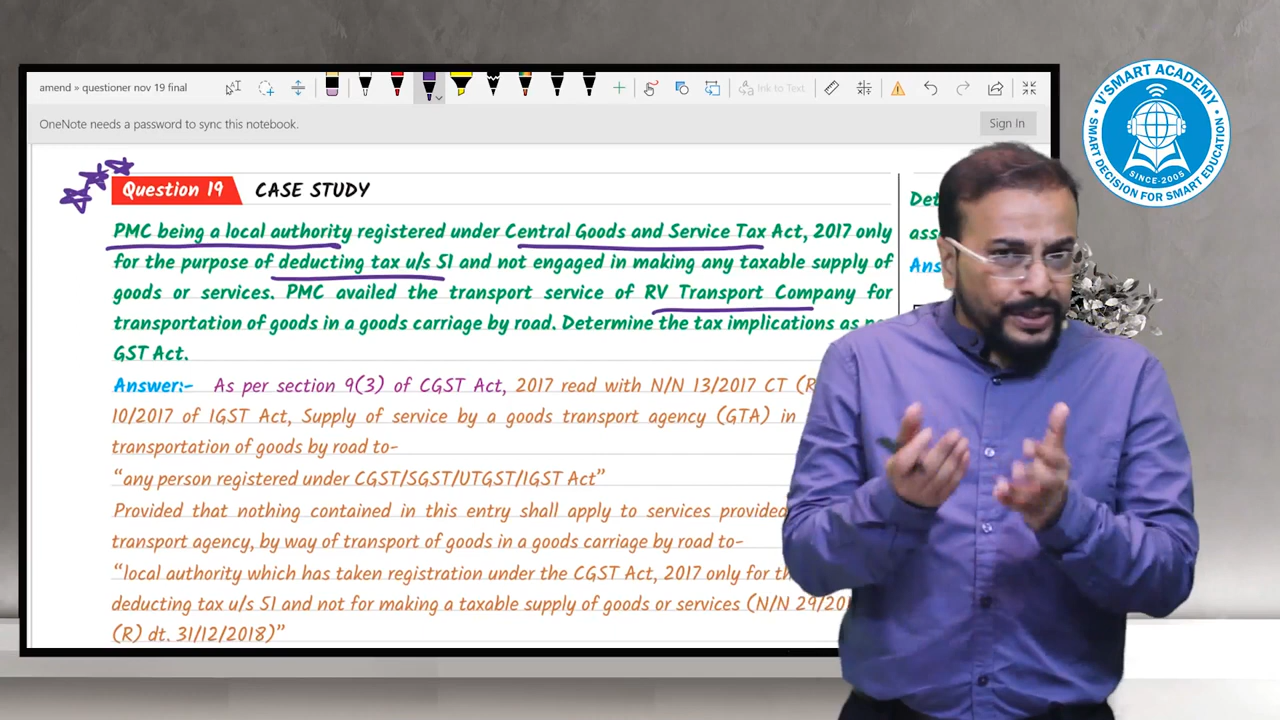 amend » questioner nov 19 final
Ink to Text
OneNote needs a password to sync this notebook.
Sign In
V'SMART ACADEMY
SMART DECISION FOR SMART EDUCATION
SINCE-2005
Question 19 CASE STUDY
PMC being a local authority registered under Central Goods and Service Tax Act, 2017 only
for the purpose of deducting tax u/s 51 and not engaged in making any taxable supply of
goods or services. PMC availed the transport service of RV Transport Company for
transportation of goods in a goods carriage by road. Determine the tax implications as
GST Act.
Answer:- As per section 9(3) of CGST Act, 2017 read with N/N 13/2017 CT (R
10/2017 of IGST Act, Supply of service by a goods transport agency (GTA) in
transportation of goods by road to-
“any person registered under CGST/SGST/UTGST/IGST Act”
Provided that nothing contained in this entry shall apply to services provided
transport agency, by way of transport of goods in a goods carriage by road to-
“local authority which has taken registration under the CGST Act, 2017 only for
deducting tax u/s 51 and not for making a taxable supply of goods or services (N/N
(R) dt. 31/12/2018)”